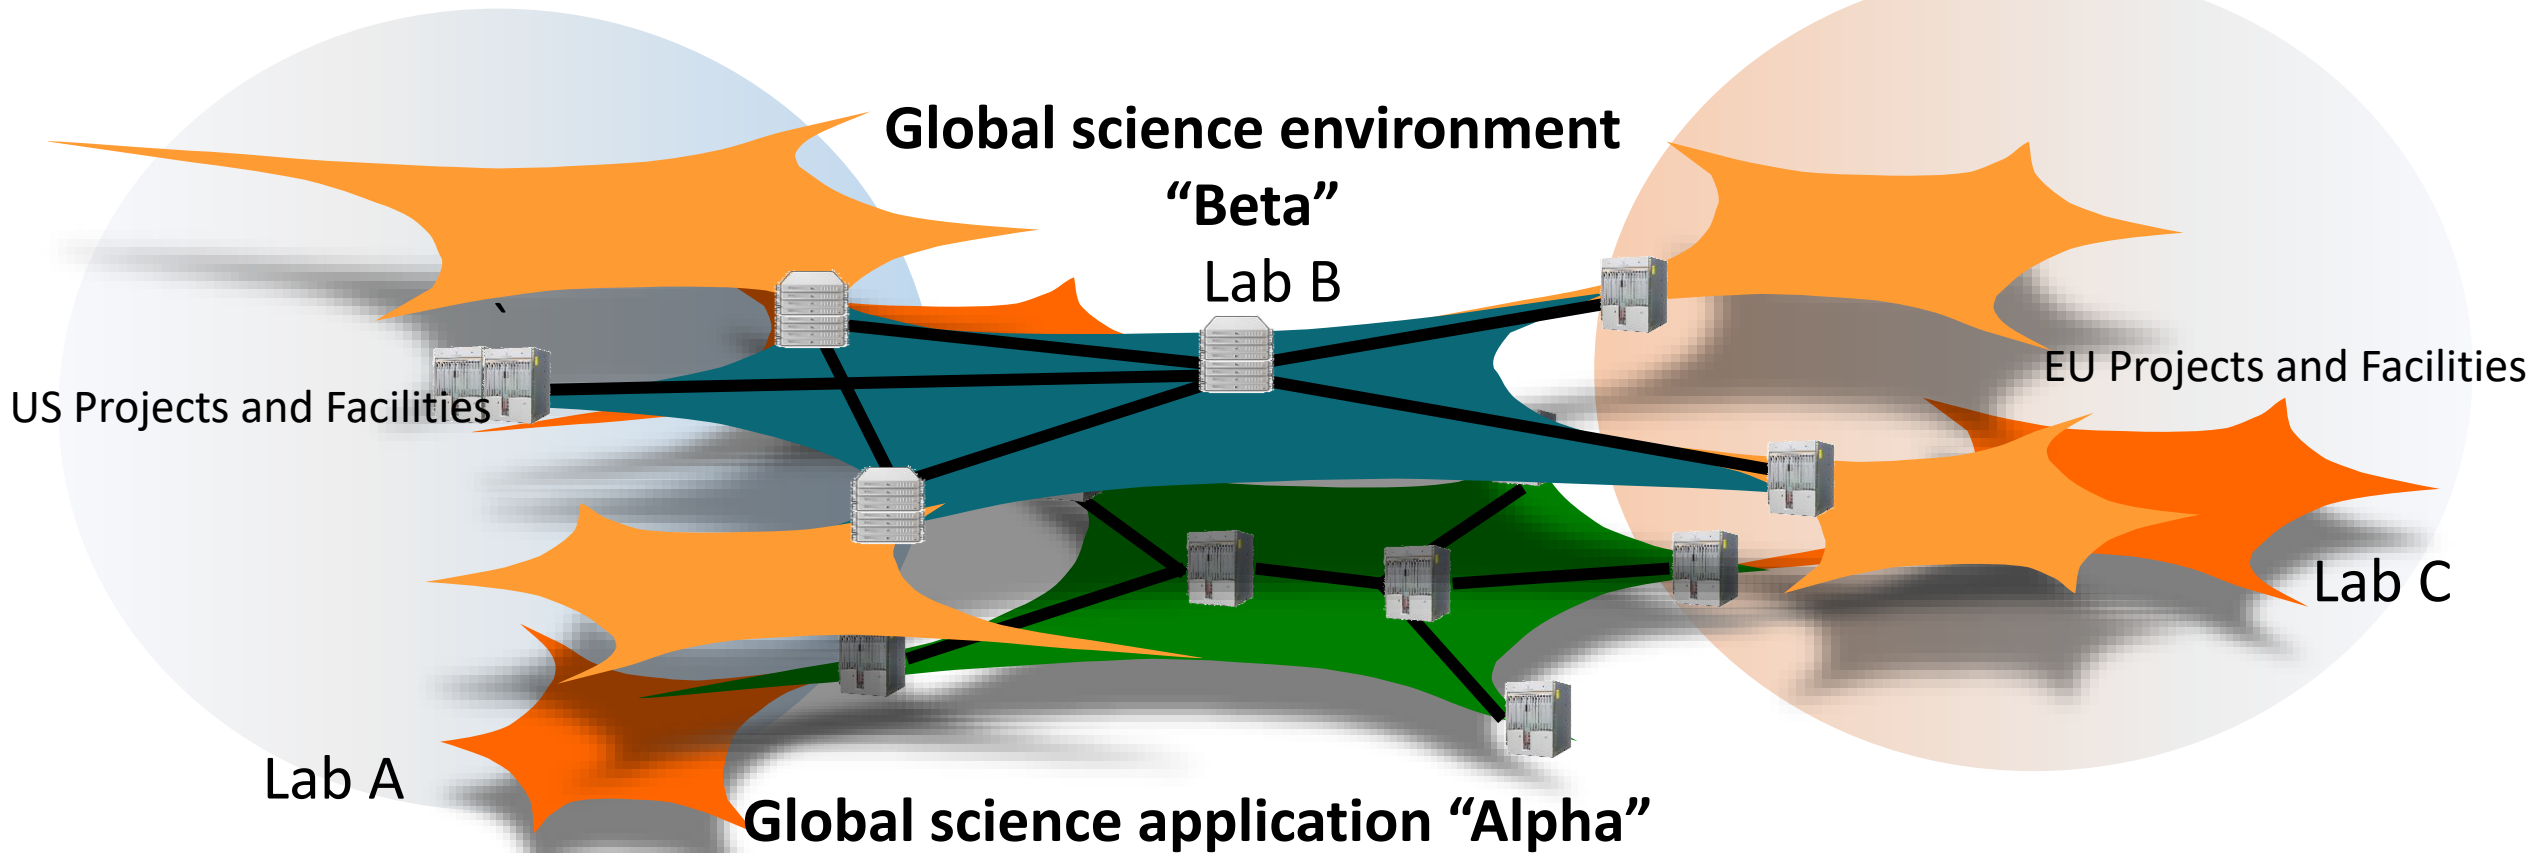 Global science environment
“Beta”
Lab B
EU Projects and Facilities
US Projects and Facilities
Lab C
Lab A
Global science application “Alpha”